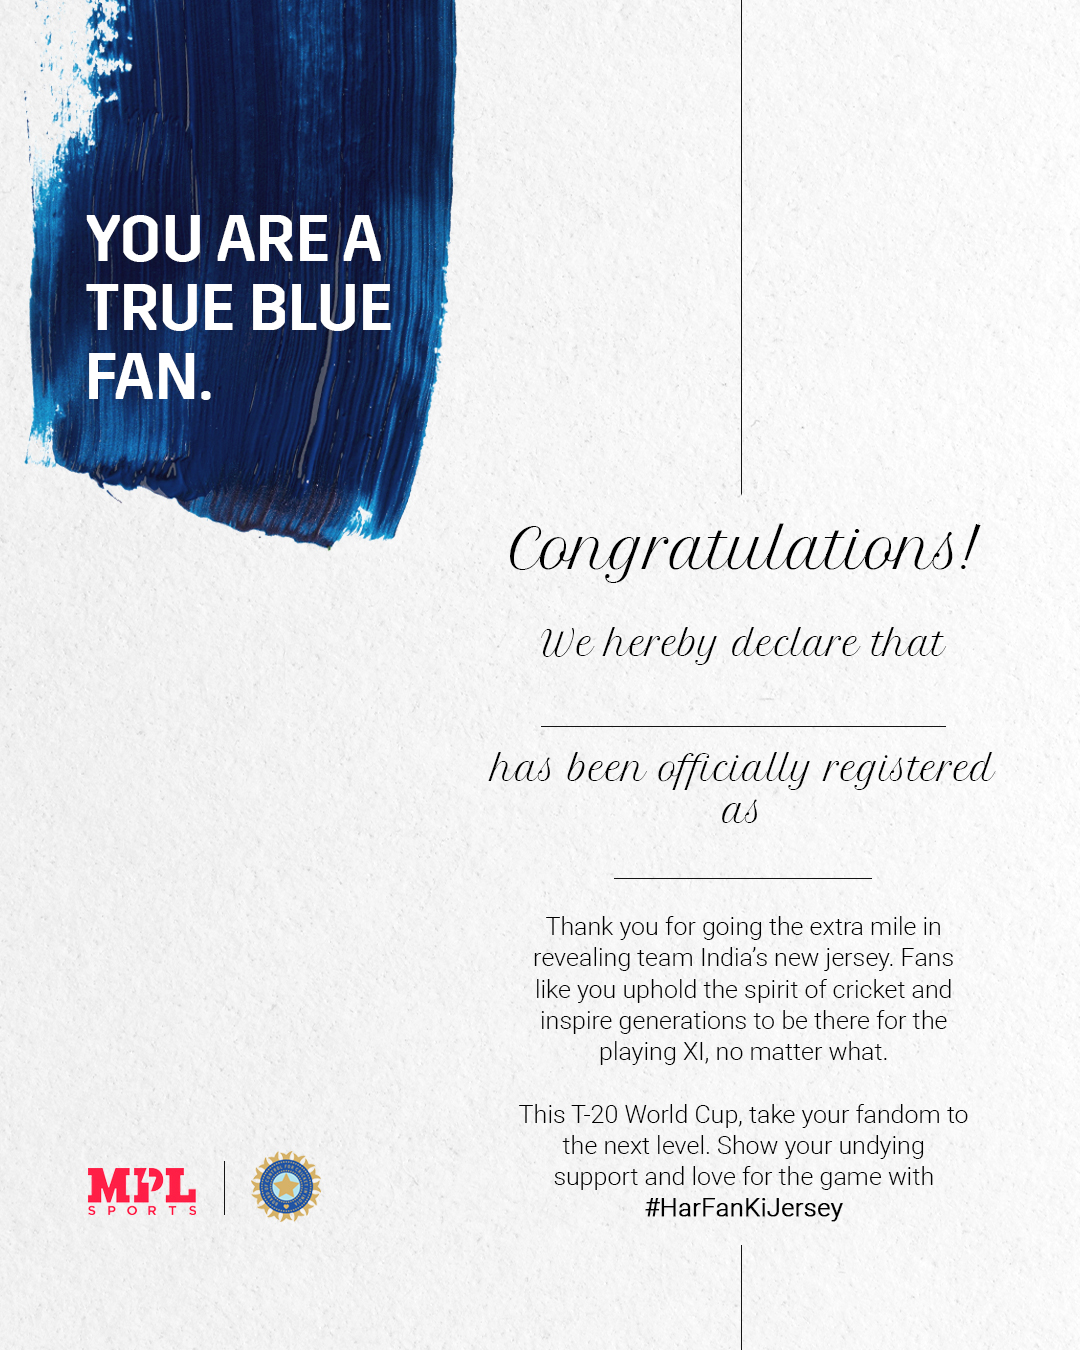 YOU ARE A
TRUE BLUE
FAN.
Congratulations!
We hereby declare that
has been officially registered
as
Thank you for going the extra mile in
revealing team India’s new jersey. Fans
like you uphold the spirit of cricket and
inspire generations to be there for the
playing XI, no matter what.
This T-20 World Cup, take your fandom to
the next level. Show your undying
support and love for the game with
#HarFanKiJersey
MPL
SPORTS